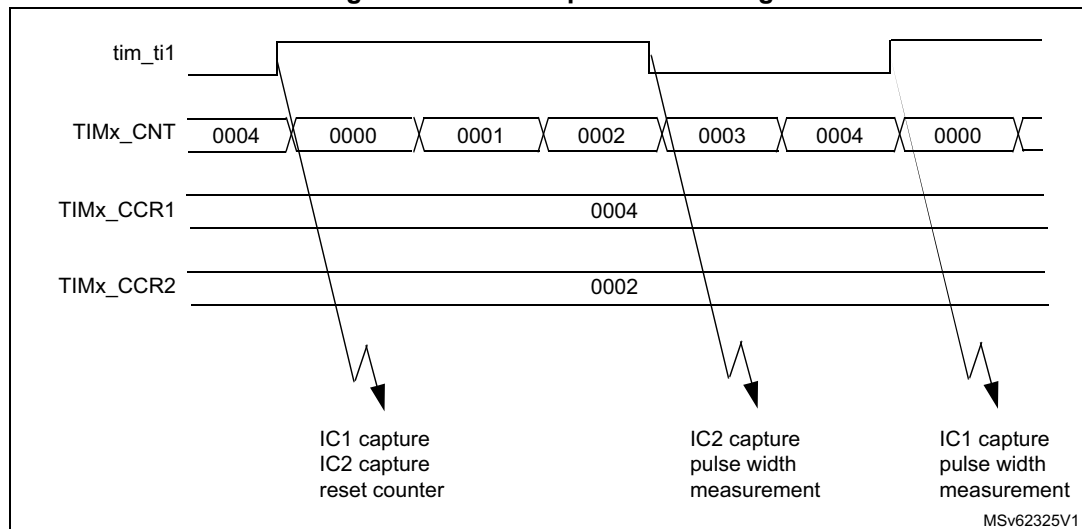 tim_ti1
TIMx_CNT 0004 0000 0001 0002 0003 0004 0000
TIMx_CCR1 0004
TIMx_CCR2 0002
IC1 capture
IC2 capture
reset counter
IC2 capture
pulse width
measurement
IC1 capture
pulse width
measurement
MSv62325V1